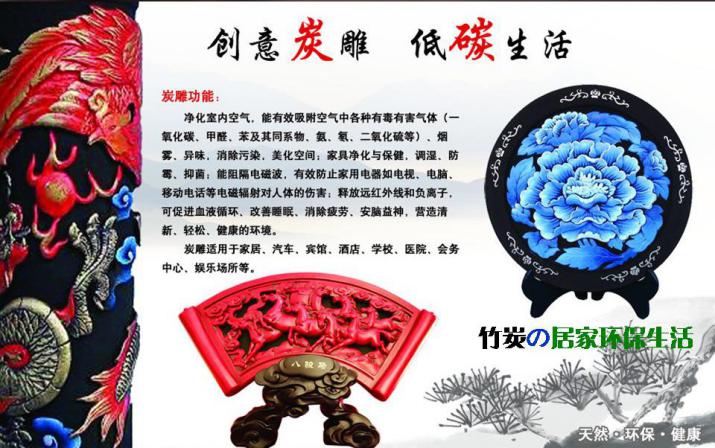 创意炭雕 低碳生活
炭雕功能：
净化室内空气，能有效吸附空气中各种有毒有害气体（一
氧化碳、甲醛、苯及其同系物、氨、氡、二氧化硫等）、烟
雾、异味，消除污染，美化空间；家具净化与保健，调湿、防
霉、抑菌；能阻隔电磁波，有效防止家用电器如电视、电脑、
移动电话等电磁辐射对人体的伤害；释放远红外线和负离子，
可促进血液循环、改善睡眠、消除疲劳、安脑益神，营造清
新、轻松、健康的环境。
炭雕适用于家居、汽车、宾馆、酒店、学校、医院、会务
中心、娱乐场所等。
八骏图
竹炭の居家环保生活
天然·环保·健康